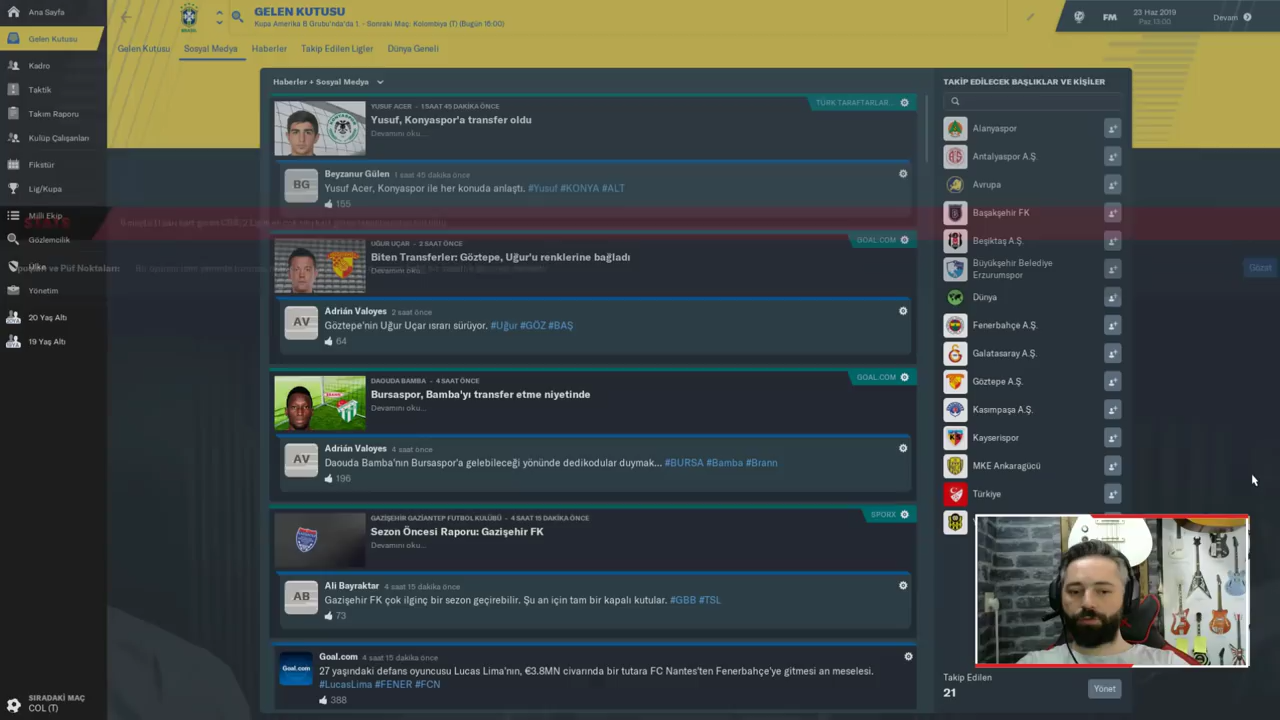 Ana Sayfa
Gelen Kutusu
Kadro
Taktik
Takım Raporu
Kulüp Çalışanları
Fikstür
Lig/Kupa
Milli Ekip
Gözlemcilik
Yönetim
20 Yaş Altı
19 Yaş Altı
SIRADAKİ MAÇ
COL (T)
GELEN KUTUSU
Kupa Amerika B Grubu'nda 1. - Sonraki Maç: Kolombiya (T) (Bugün 16:00)
FM
23 Haz 2019
Paz 13:00
Devam
Gelen Kutusu
Sosyal Medya
Haberler
Takip Edilen Ligler
Dünya Geneli
Haberler + Sosyal Medya
YUSUF ACER - 1 SAAT 45 DAKİKA ÖNCE
TÜRK TARAFTARLAR...
Yusuf, Konyaspor'a transfer oldu
Devamını oku...
BG
Beyzanur Gülen 1 saat 45 dakika önce
Yusuf Acer, Konyaspor ile her konuda anlaştı. #Yusuf #KONYA #ALT
155
UĞUR UÇAR - 2 SAAT ÖNCE
GOAL.COM
Biten Transferler: Göztepe, Uğur'u renklerine bağladı
Devamını oku...
AV
Adrián Valoyes 2 saat önce
Göztepe'nin Uğur Uçar ısrarı sürüyor. #Uğur #GÖZ #BAŞ
64
DAOUDA BAMBA - 4 SAAT ÖNCE
GOAL.COM
Bursaspor, Bamba'yı transfer etme niyetinde
Devamını oku...
AV
Adrián Valoyes 4 saat önce
Daouda Bamba'nın Bursaspor'a gelebileceği yönünde dedikodular duymak... #BURSA #Bamba #Brann
196
GAZİŞEHİR GAZİANTEP FUTBOL KULÜBÜ - 4 SAAT 15 DAKİKA ÖNCE
SPORX
Sezon Öncesi Raporu: Gazişehir FK
Devamını oku...
AB
Ali Bayraktar 4 saat 15 dakika önce
Gazişehir FK çok ilginç bir sezon geçirebilir. Şu an için tam bir kapalı kutular. #GBB #TSL
73
Goal.com
Goal.com 4 saat 15 dakika önce
27 yaşındaki defans oyuncusu Lucas Lima'nın, €3.8MN civarında bir tutara FC Nantes'ten Fenerbahçe'ye gitmesi an meselesi.
#LucasLima #FENER #FCN
388
TAKİP EDİLECEK BAŞLIKLAR VE KİŞİLER
Alanyaspor
Antalyaspor A.Ş.
Avrupa
Başakşehir FK
Beşiktaş A.Ş.
Büyükşehir Belediye
Erzurumspor
Dünya
Fenerbahçe A.Ş.
Galatasaray A.Ş.
Göztepe A.Ş.
Kasımpaşa A.Ş.
Kayserispor
MKE Ankaragücü
Türkiye
Takip Edilen
21
Yönet
Gözat